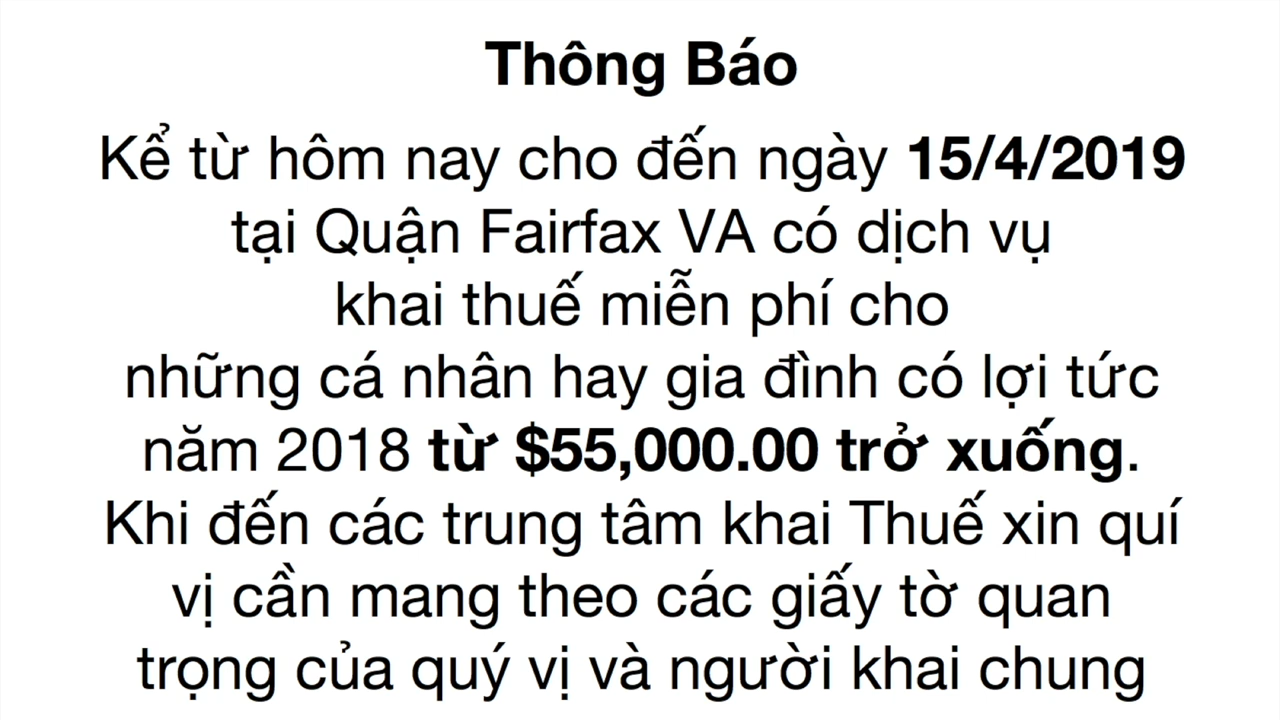 Thông Báo
Kể từ hôm nay cho đến ngày 15/4/2019
tại Quận Fairfax VA có dịch vụ
khai thuế miễn phí cho
những cá nhân hay gia đình có lợi tức
năm 2018 từ $55,000.00 trở xuống.
Khi đến các trung tâm khai Thuế xin quí
vị cần mang theo các giấy tờ quan
trọng của quý vị và người khai chung